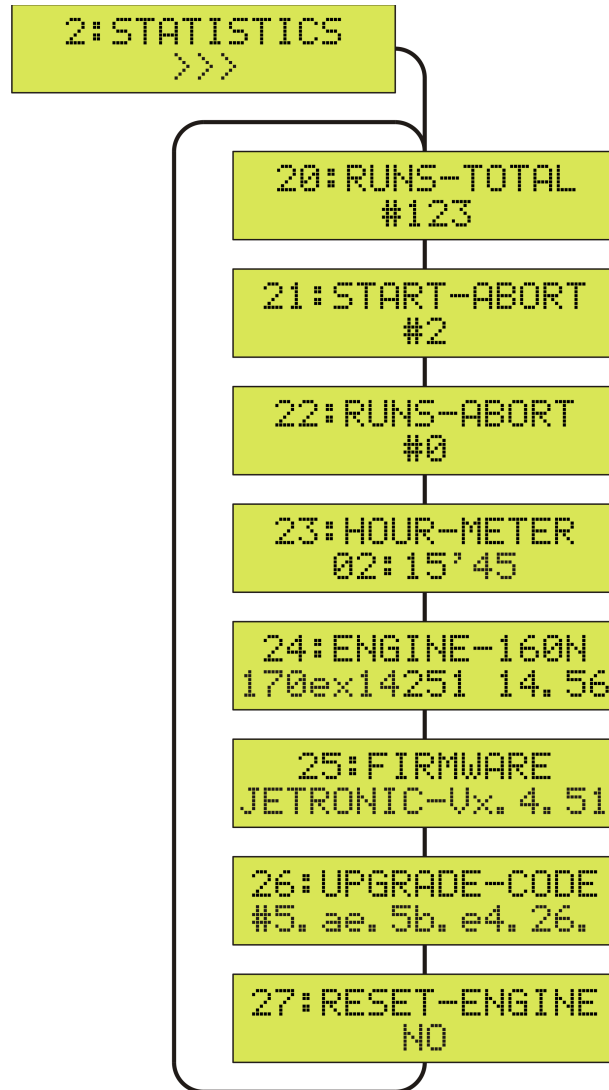 2:STATISTICS
>>>
20:RUNS-TOTAL
#123
21:START-ABORT
#2
22:RUNS-ABORT
#0
23:HOUR-METER
02:15'45
24:ENGINE-160N
170ex14251 14.56
25:FIRMWARE
JETRONIC-Vx.4.51
26:UPGRADE-CODE
#5.ae.5b.e4.26.
27:RESET-ENGINE
NO